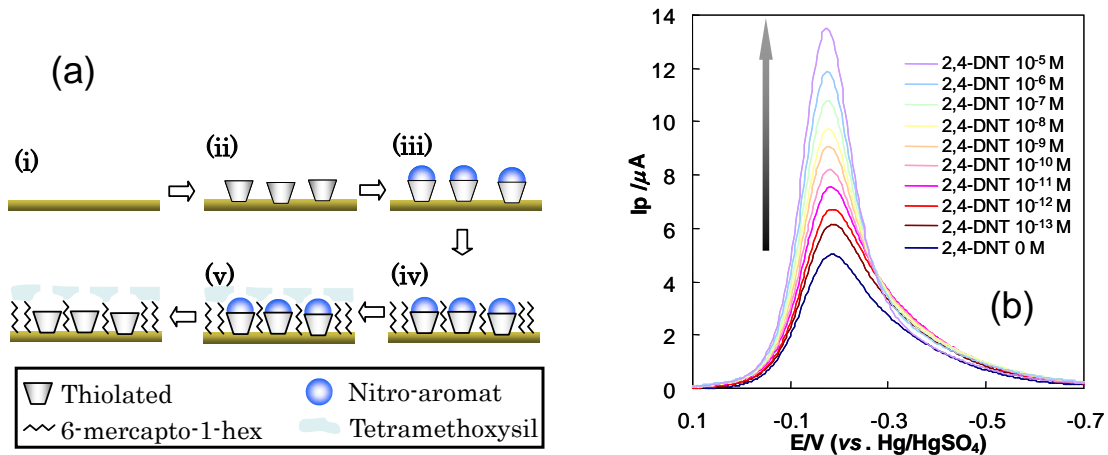 (a)
(i)
(ii)
(iii)
(iv)
(v)
Thiolated
Nitro-aromat
6-mercapto-1-hex
Tetramethoxysil
14
12
10
8
6
4
2
0
Ip /µA
2,4-DNT 10⁻⁵ M
2,4-DNT 10⁻⁶ M
2,4-DNT 10⁻⁷ M
2,4-DNT 10⁻⁸ M
2,4-DNT 10⁻⁹ M
2,4-DNT 10⁻¹⁰ M
2,4-DNT 10⁻¹¹ M
2,4-DNT 10⁻¹² M
2,4-DNT 10⁻¹³ M
2,4-DNT 0 M
(b)
0.1 -0.1 -0.3 -0.5 -0.7
E/V (vs. Hg/HgSO₄)